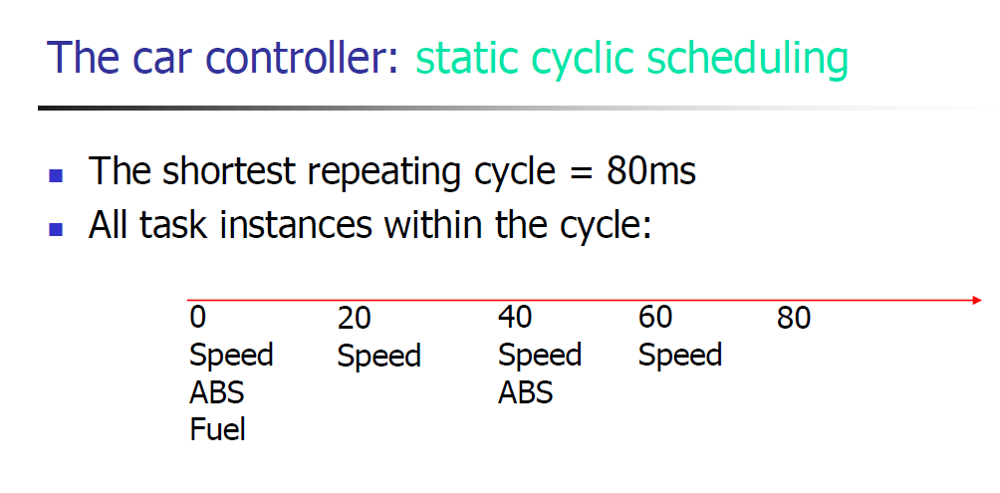 The car controller: static cyclic scheduling
The shortest repeating cycle = 80ms
All task instances within the cycle:
0 20 40 60 80
Speed Speed Speed Speed
ABS ABS
Fuel